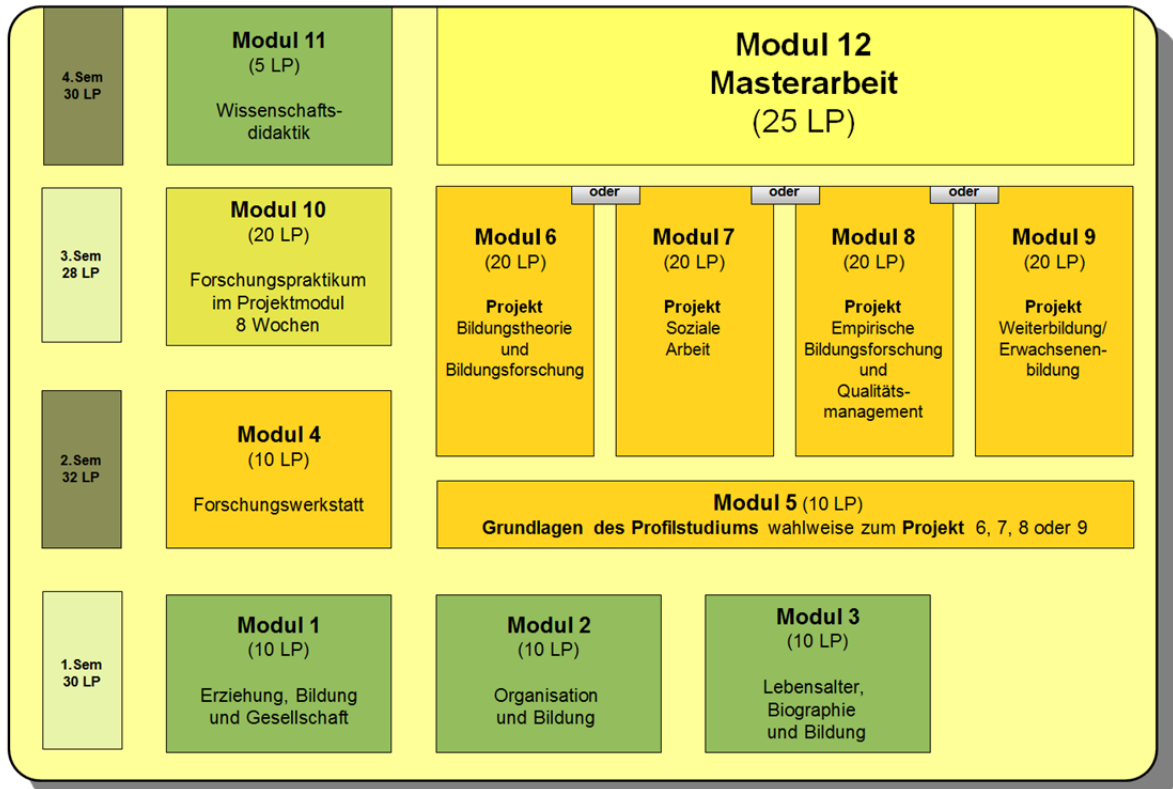 4.Sem
30 LP
Modul 11
(5 LP)
Wissenschafts-
didaktik
Modul 12
Masterarbeit
(25 LP)
3.Sem
28 LP
Modul 10
(20 LP)
Forschungspraktikum
im Projektmodul
8 Wochen
oder
oder
oder
Modul 6
(20 LP)
Projekt
Bildungstheorie
und
Bildungsforschung
Modul 7
(20 LP)
Projekt
Soziale
Arbeit
Modul 8
(20 LP)
Projekt
Empirische
Bildungsforschung
und
Qualitäts-
management
Modul 9
(20 LP)
Projekt
Weiterbildung/
Erwachsenen-
bildung
2.Sem
32 LP
Modul 4
(10 LP)
Forschungswerkstatt
Modul 5 (10 LP)
Grundlagen des Profilstudiums wahlweise zum Projekt 6, 7, 8 oder 9
1.Sem
30 LP
Modul 1
(10 LP)
Erziehung, Bildung
und Gesellschaft
Modul 2
(10 LP)
Organisation
und Bildung
Modul 3
(10 LP)
Lebensalter,
Biographie
und Bildung